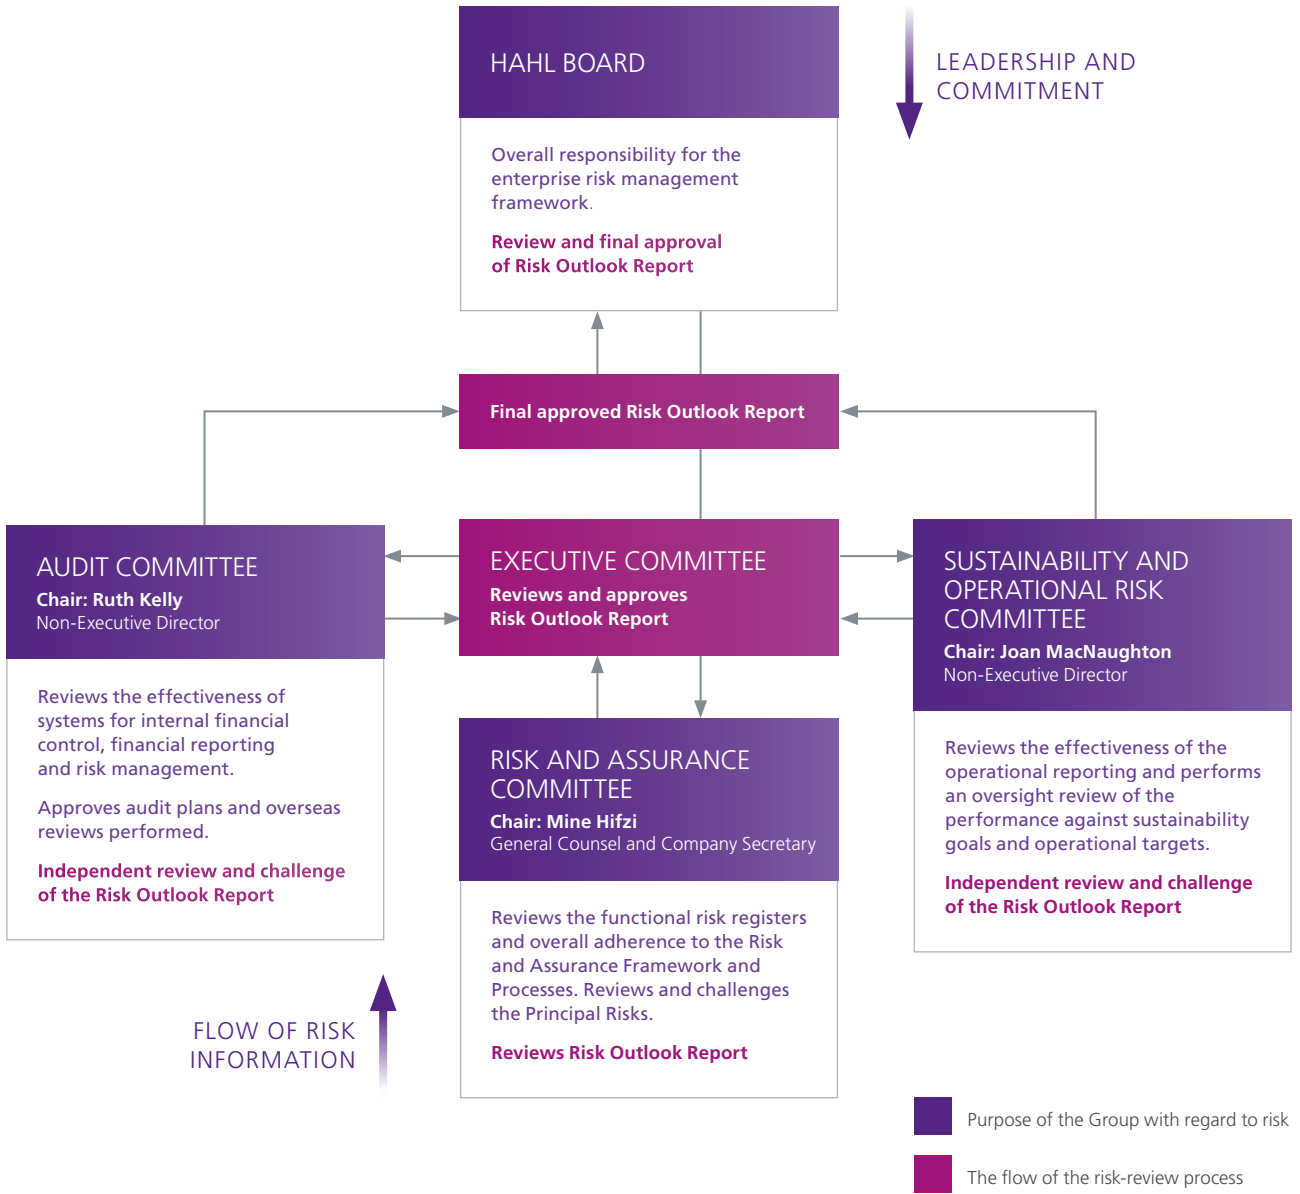 HAHL BOARD
Overall responsibility for the
enterprise risk management
framework.
Review and final approval
of Risk Outlook Report
LEADERSHIP AND
COMMITMENT
Final approved Risk Outlook Report
AUDIT COMMITTEE
Chair: Ruth Kelly
Non-Executive Director
Reviews the effectiveness of
systems for internal financial
control, financial reporting
and risk management.
Approves audit plans and overseas
reviews performed.
Independent review and challenge
of the Risk Outlook Report
EXECUTIVE COMMITTEE
Reviews and approves
Risk Outlook Report
RISK AND ASSURANCE
COMMITTEE
Chair: Mine Hifzi
General Counsel and Company Secretary
Reviews the functional risk registers
and overall adherence to the Risk
and Assurance Framework and
Processes. Reviews and challenges
the Principal Risks.
Reviews Risk Outlook Report
SUSTAINABILITY AND
OPERATIONAL RISK
COMMITTEE
Chair: Joan MacNaughton
Non-Executive Director
Reviews the effectiveness of the
operational reporting and performs
an oversight review of the
performance against sustainability
goals and operational targets.
Independent review and challenge
of the Risk Outlook Report
FLOW OF RISK
INFORMATION
Purpose of the Group with regard to risk
The flow of the risk-review process